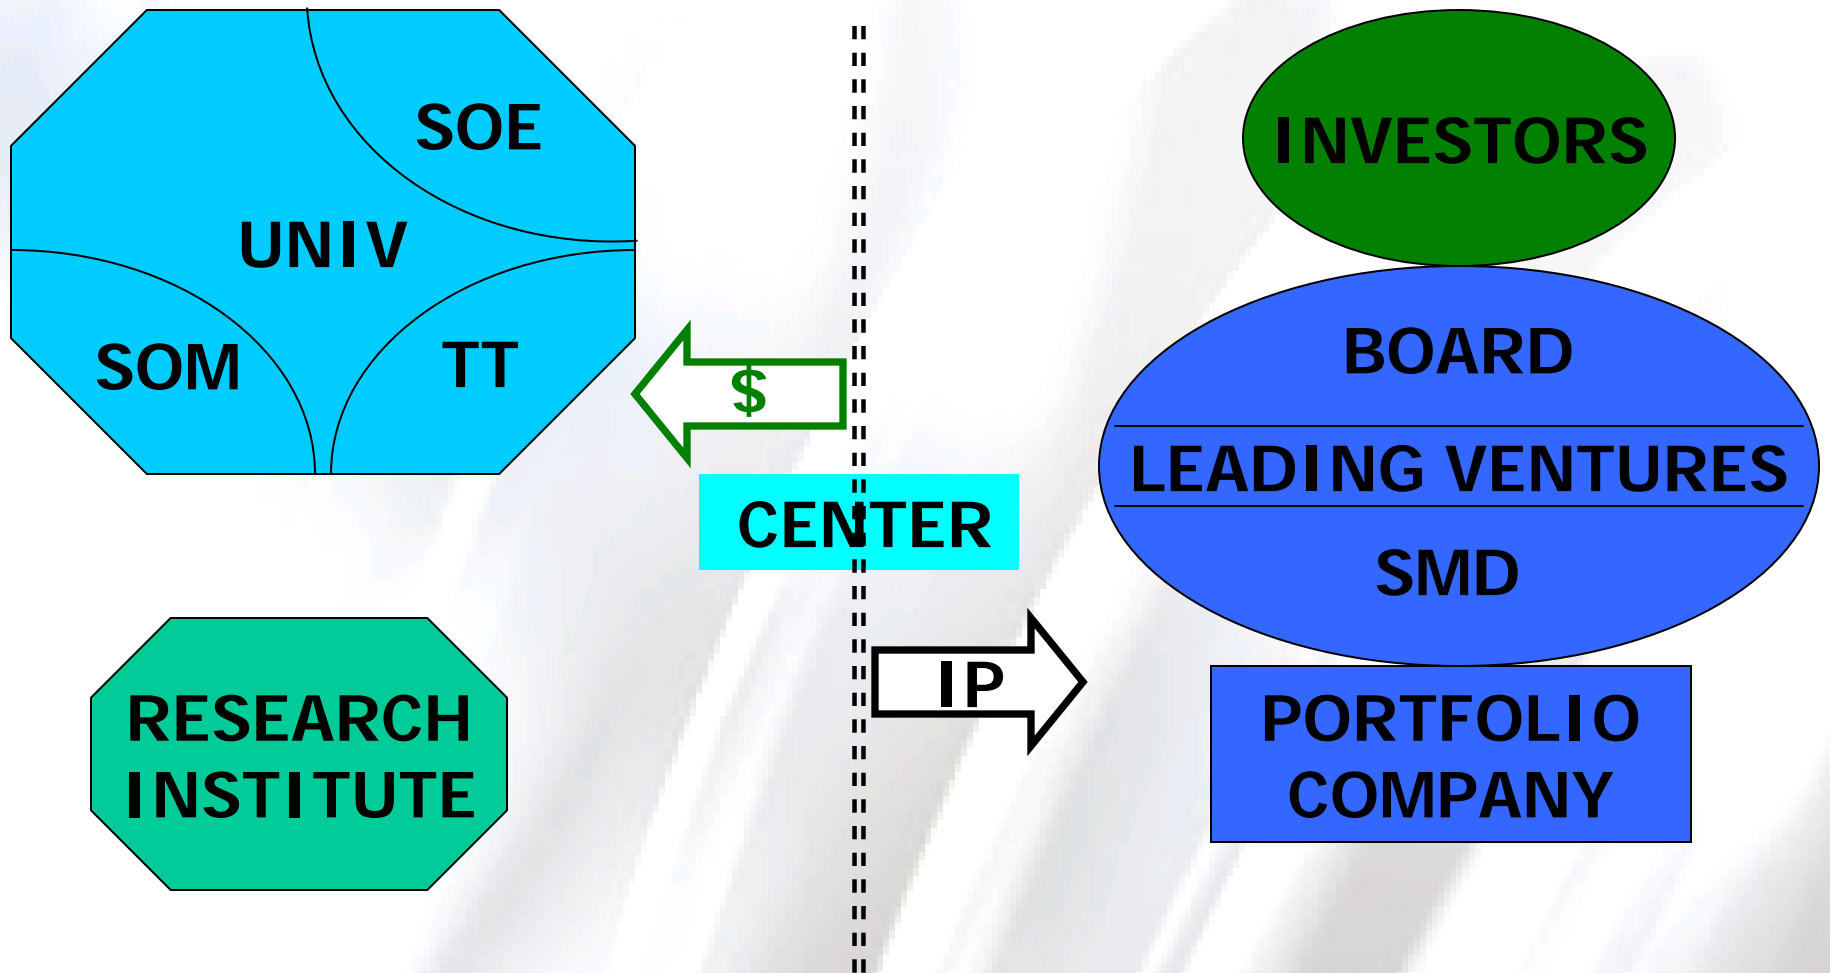 SOE
UNIV
SOM
TT
$
CENTER
IP
RESEARCH
INSTITUTE
INVESTORS
BOARD
LEADING VENTURES
SMD
PORTFOLIO
COMPANY